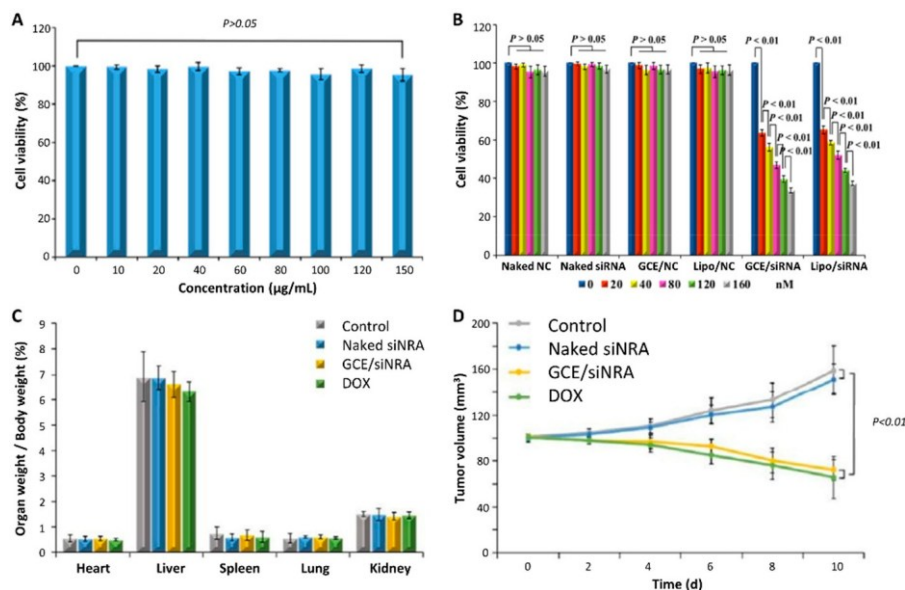 A
P>0.05
120
100
80
60
40
20
0
Cell viability (%)
0 10 20 40 60 80 100 120 150
Concentration (µg/mL)
B
P > 0.05 P > 0.05 P > 0.05 P > 0.05 P < 0.01 P < 0.01
P < 0.01 P < 0.01
P < 0.01 P < 0.01
P < 0.01 P < 0.01
P < 0.01 P < 0.01
120
100
80
60
40
20
0
Cell viability (%)
Naked NC Naked siRNA GCE/NC Lipo/NC GCE/siRNA Lipo/siRNA
0 20 40 80 120 160 nM
C
Control
Naked siNRA
GCE/siNRA
DOX
9
8
7
6
5
4
3
2
1
0
Organ weight / Body weight (%)
Heart Liver Spleen Lung Kidney
D
Control
Naked siNRA
GCE/siNRA
DOX
200
160
120
80
40
0
Tumor volume (mm³)
P<0.01
0 2 4 6 8 10
Time (d)